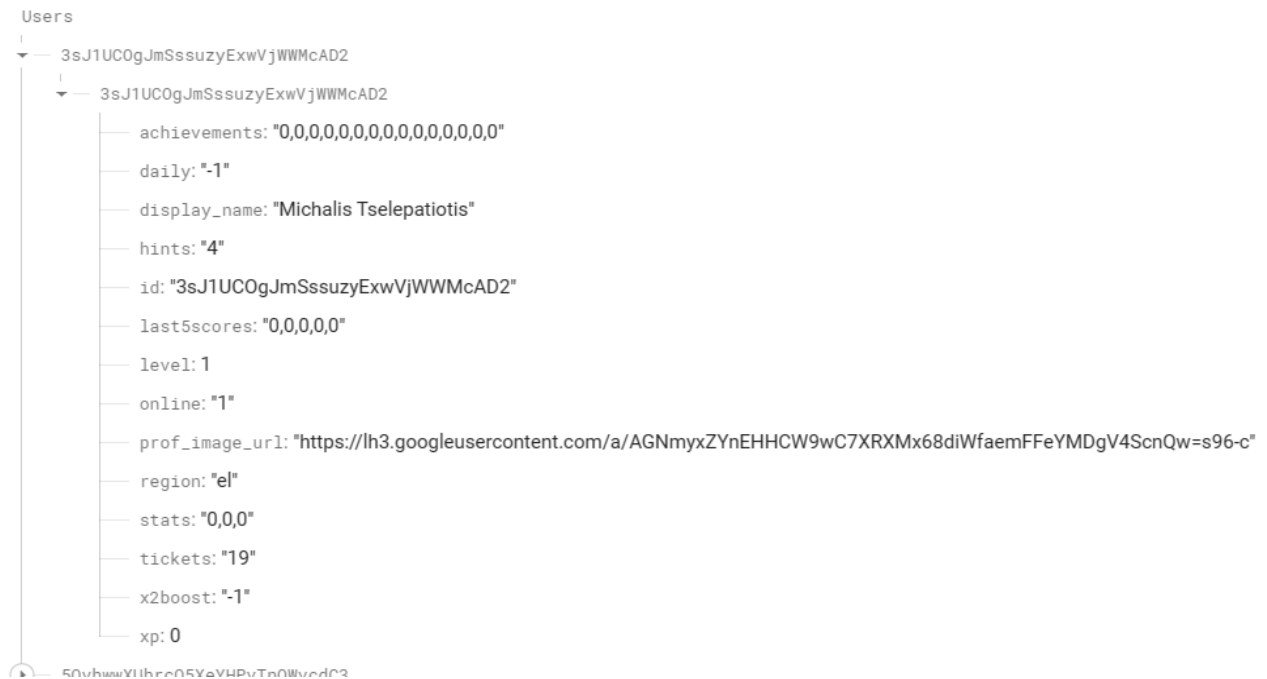 Users
3sJ1UCOgJmSssuzyExwVjWWMcAD2
3sJ1UCOgJmSssuzyExwVjWWMcAD2
achievements: "0,0,0,0,0,0,0,0,0,0,0,0,0,0,0"
daily: "-1"
display_name: "Michalis Tselepatiotis"
hints: "4"
id: "3sJ1UCOgJmSssuzyExwVjWWMcAD2"
last5scores: "0,0,0,0,0"
level: 1
online: "1"
prof_image_url: "https://lh3.googleusercontent.com/a/AGNmyxZYnEHHCW9wC7XRXMx68diWfaemFFeYMDgV4ScnQw=s96-c"
region: "el"
stats: "0,0,0"
tickets: "19"
x2boost: "-1"
xp: 0